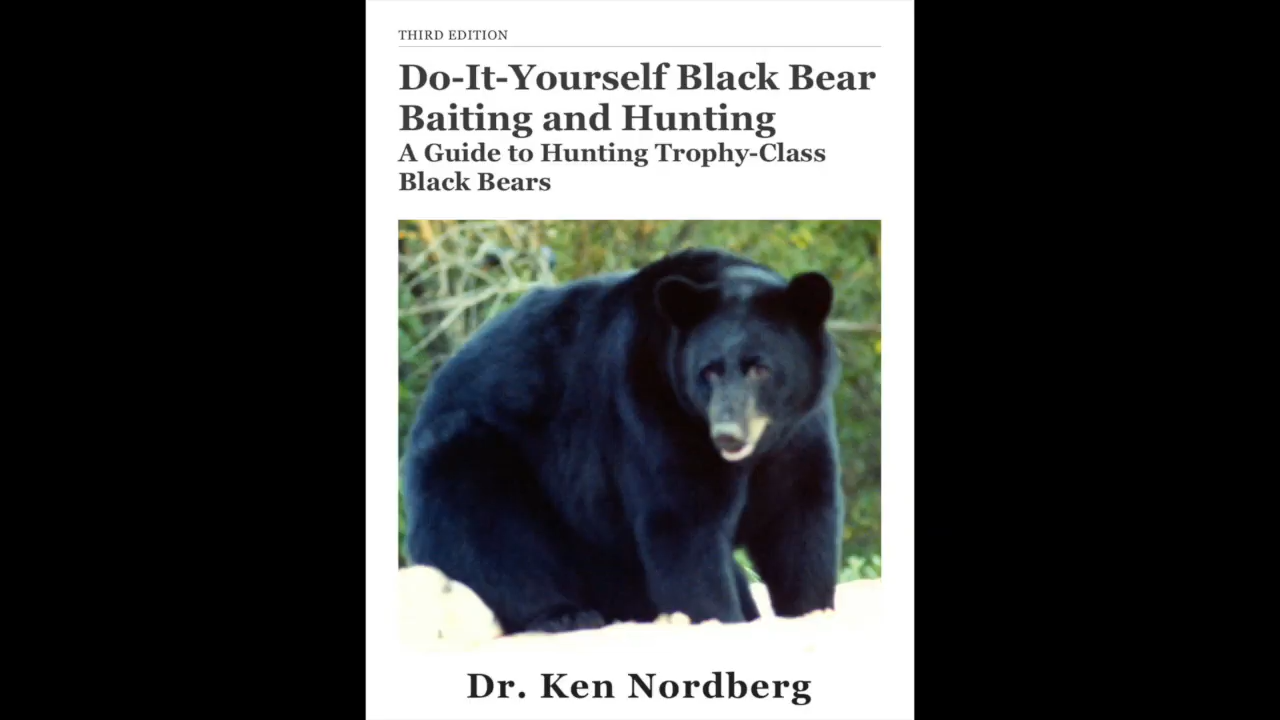 THIRD EDITION
Do-It-Yourself Black Bear
Baiting and Hunting
A Guide to Hunting Trophy-Class
Black Bears
Dr. Ken Nordberg